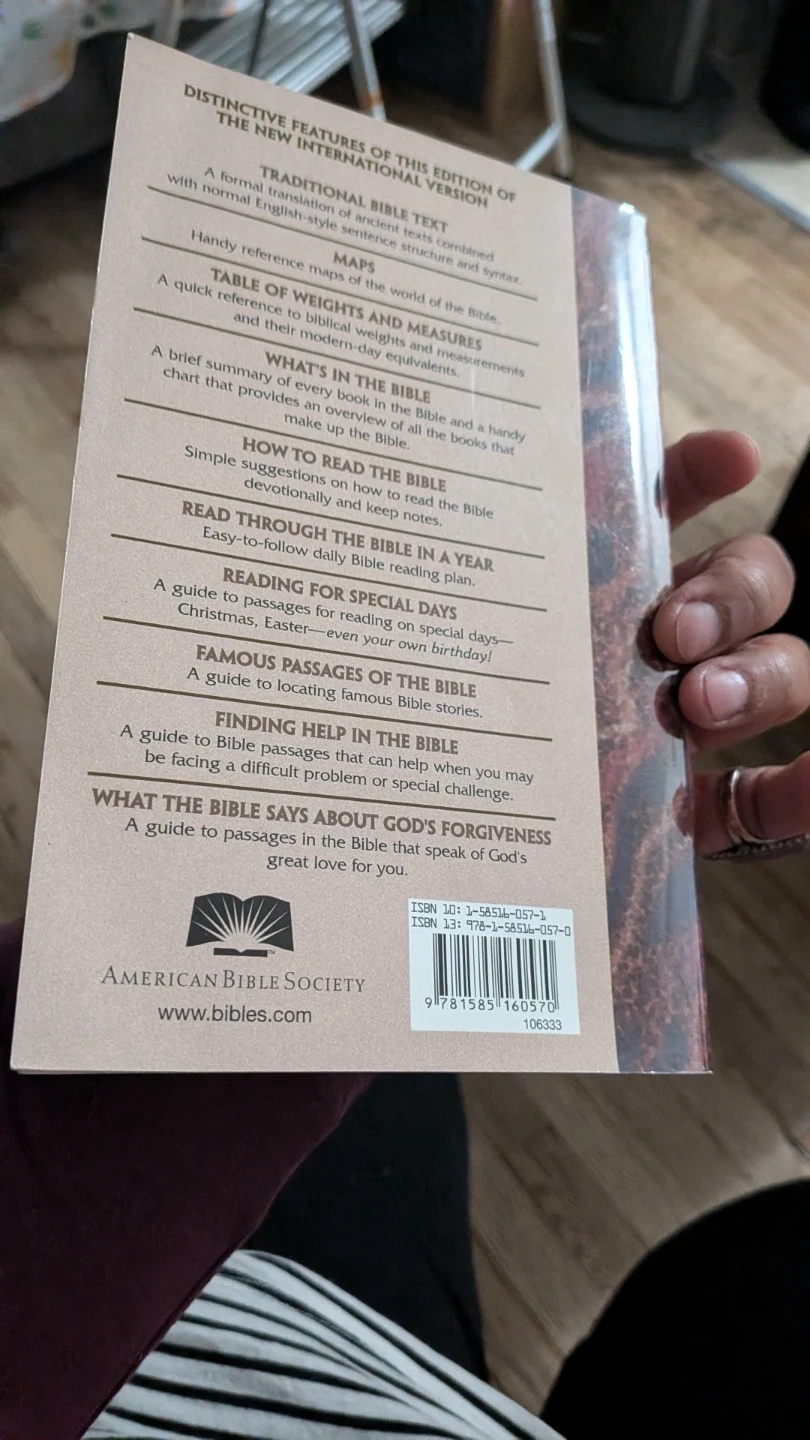 DISTINCTIVE FEATURES OF THIS EDITION OF
THE NEW INTERNATIONAL VERSION
TRADITIONAL BIBLE TEXT
A formal translation of ancient texts combined
with normal English-style sentence structure and syntax.
MAPS
Handy reference maps of the world of the Bible.
TABLE OF WEIGHTS AND MEASURES
A quick reference to biblical weights and measurements
and their modern-day equivalents.
WHAT'S IN THE BIBLE
A brief summary of every book in the Bible and a handy
chart that provides an overview of all the books that
make up the Bible.
HOW TO READ THE BIBLE
Simple suggestions on how to read the Bible
devotionally and keep notes.
READ THROUGH THE BIBLE IN A YEAR
Easy-to-follow daily Bible reading plan.
READING FOR SPECIAL DAYS
A guide to passages for reading on special days—
Christmas, Easter—even your own birthday!
FAMOUS PASSAGES OF THE BIBLE
A guide to locating famous Bible stories.
FINDING HELP IN THE BIBLE
A guide to Bible passages that can help when you may
be facing a difficult problem or special challenge.
WHAT THE BIBLE SAYS ABOUT GOD'S FORGIVENESS
A guide to passages in the Bible that speak of God's
great love for you.
TM
AMERICAN BIBLE SOCIETY
www.bibles.com
ISBN 10: 1-58516-057-1
ISBN 13: 978-1-58516-057-0
9 781585 160570
106333